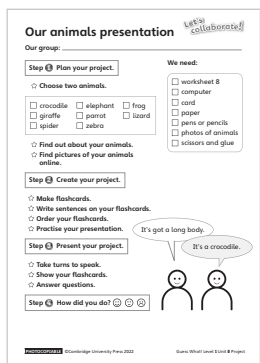 Our animals presentation
Let's collaborate!
Our group:
Step 1 Plan your project.
We need:
☆ Choose two animals.
crocodile elephant frog
giraffe parrot lizard
spider zebra
worksheet 8
computer
card
paper
pens or pencils
photos of animals
scissors and glue
☆ Find out about your animals.
☆ Find pictures of your animals
online.
Step 2 Create your project.
☆ Make flashcards.
☆ Write sentences on your flashcards.
☆ Order your flashcards.
☆ Practise your presentation.
It's got a long body.
It's a crocodile.
Step 3 Present your project.
☆ Take turns to speak.
☆ Show your flashcards.
☆ Answer questions.
Step 4 How did you do?
PHOTOCOPIABLE ©Cambridge University Press 2022
Guess What! Level 1 Unit 8 Project